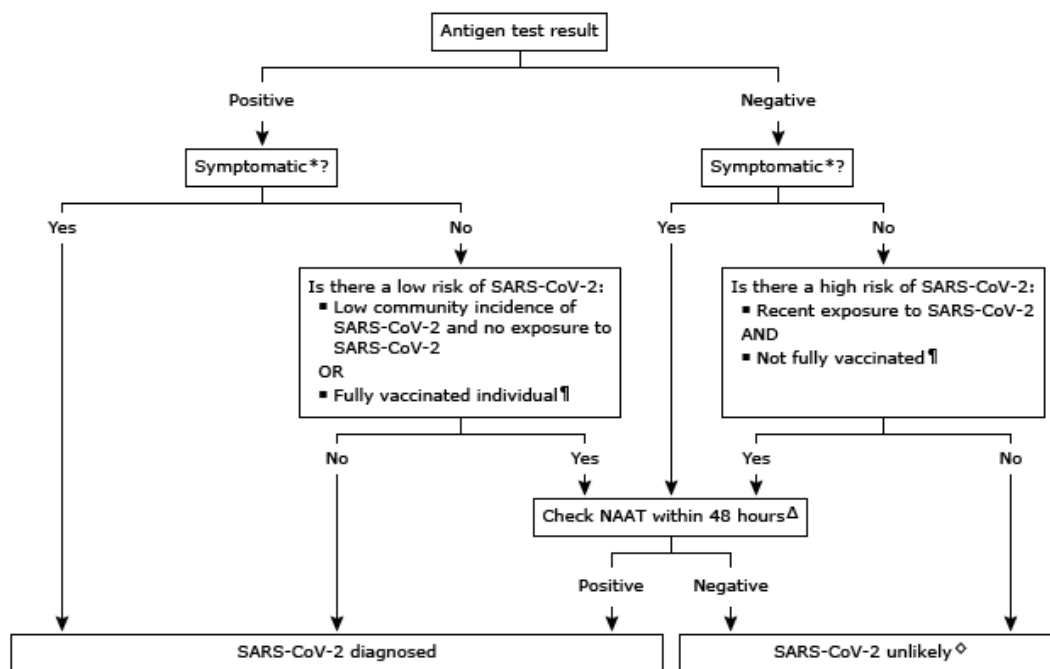 Antigen test result
Positive
Negative
Symptomatic*?
Symptomatic*?
Yes
No
Yes
No
Is there a low risk of SARS-CoV-2:
▪ Low community incidence of
SARS-CoV-2 and no exposure to
SARS-CoV-2
OR
▪ Fully vaccinated individual¶
Is there a high risk of SARS-CoV-2:
▪ Recent exposure to SARS-CoV-2
AND
▪ Not fully vaccinated¶
No
Yes
Yes
No
Check NAAT within 48 hoursΔ
Positive
Negative
SARS-CoV-2 diagnosed
SARS-CoV-2 unlikely◇